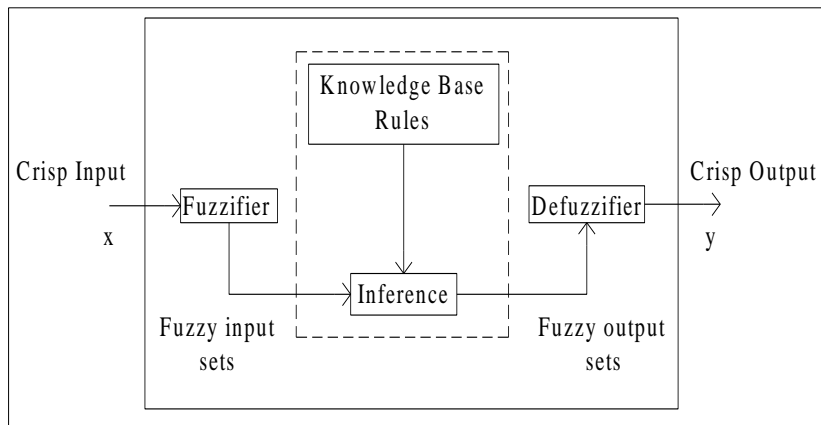 Knowledge Base
Rules
Crisp Input
x
Fuzzifier
Defuzzifier
Crisp Output
y
Inference
Fuzzy input
sets
Fuzzy output
sets